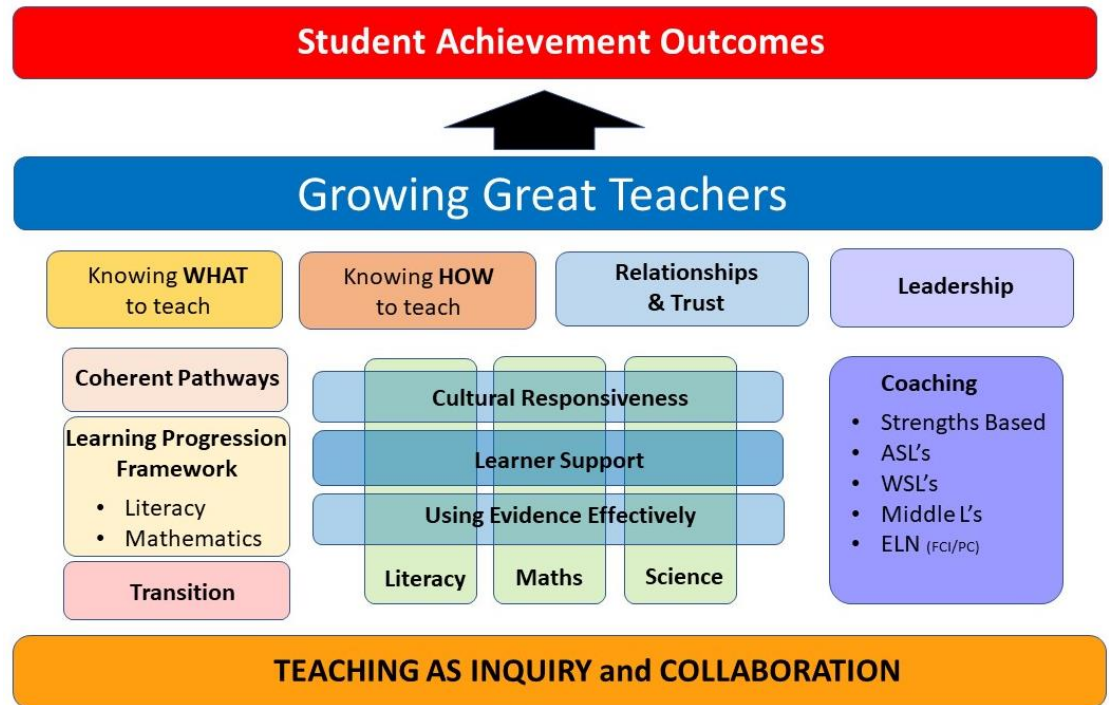 Student Achievement Outcomes
Growing Great Teachers
Knowing WHAT
to teach
Knowing HOW
to teach
Relationships
& Trust
Leadership
Coherent Pathways
Learning Progression
Framework
• Literacy
• Mathematics
Transition
Cultural Responsiveness
Learner Support
Using Evidence Effectively
Literacy
Maths
Science
Coaching
• Strengths Based
• ASL's
• WSL's
• Middle L's
• ELN (FCI/PC)
TEACHING AS INQUIRY and COLLABORATION